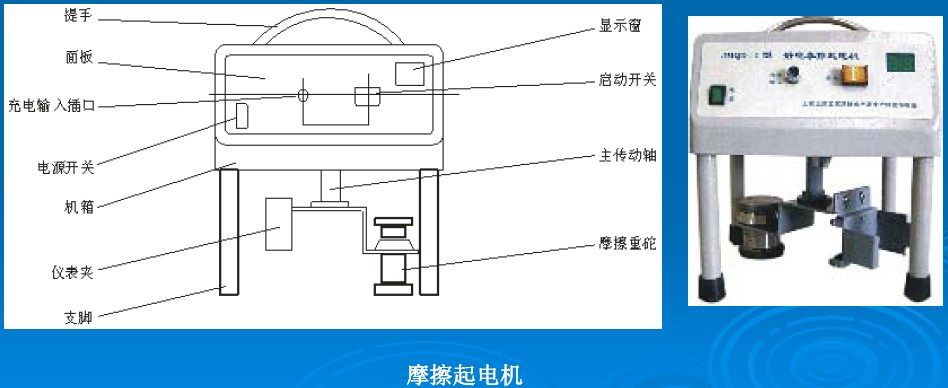 提手
面板
充电输入插口
电源开关
机箱
仪表夹
支脚
显示窗
启动开关
主传动轴
摩擦重砣
摩擦起电机